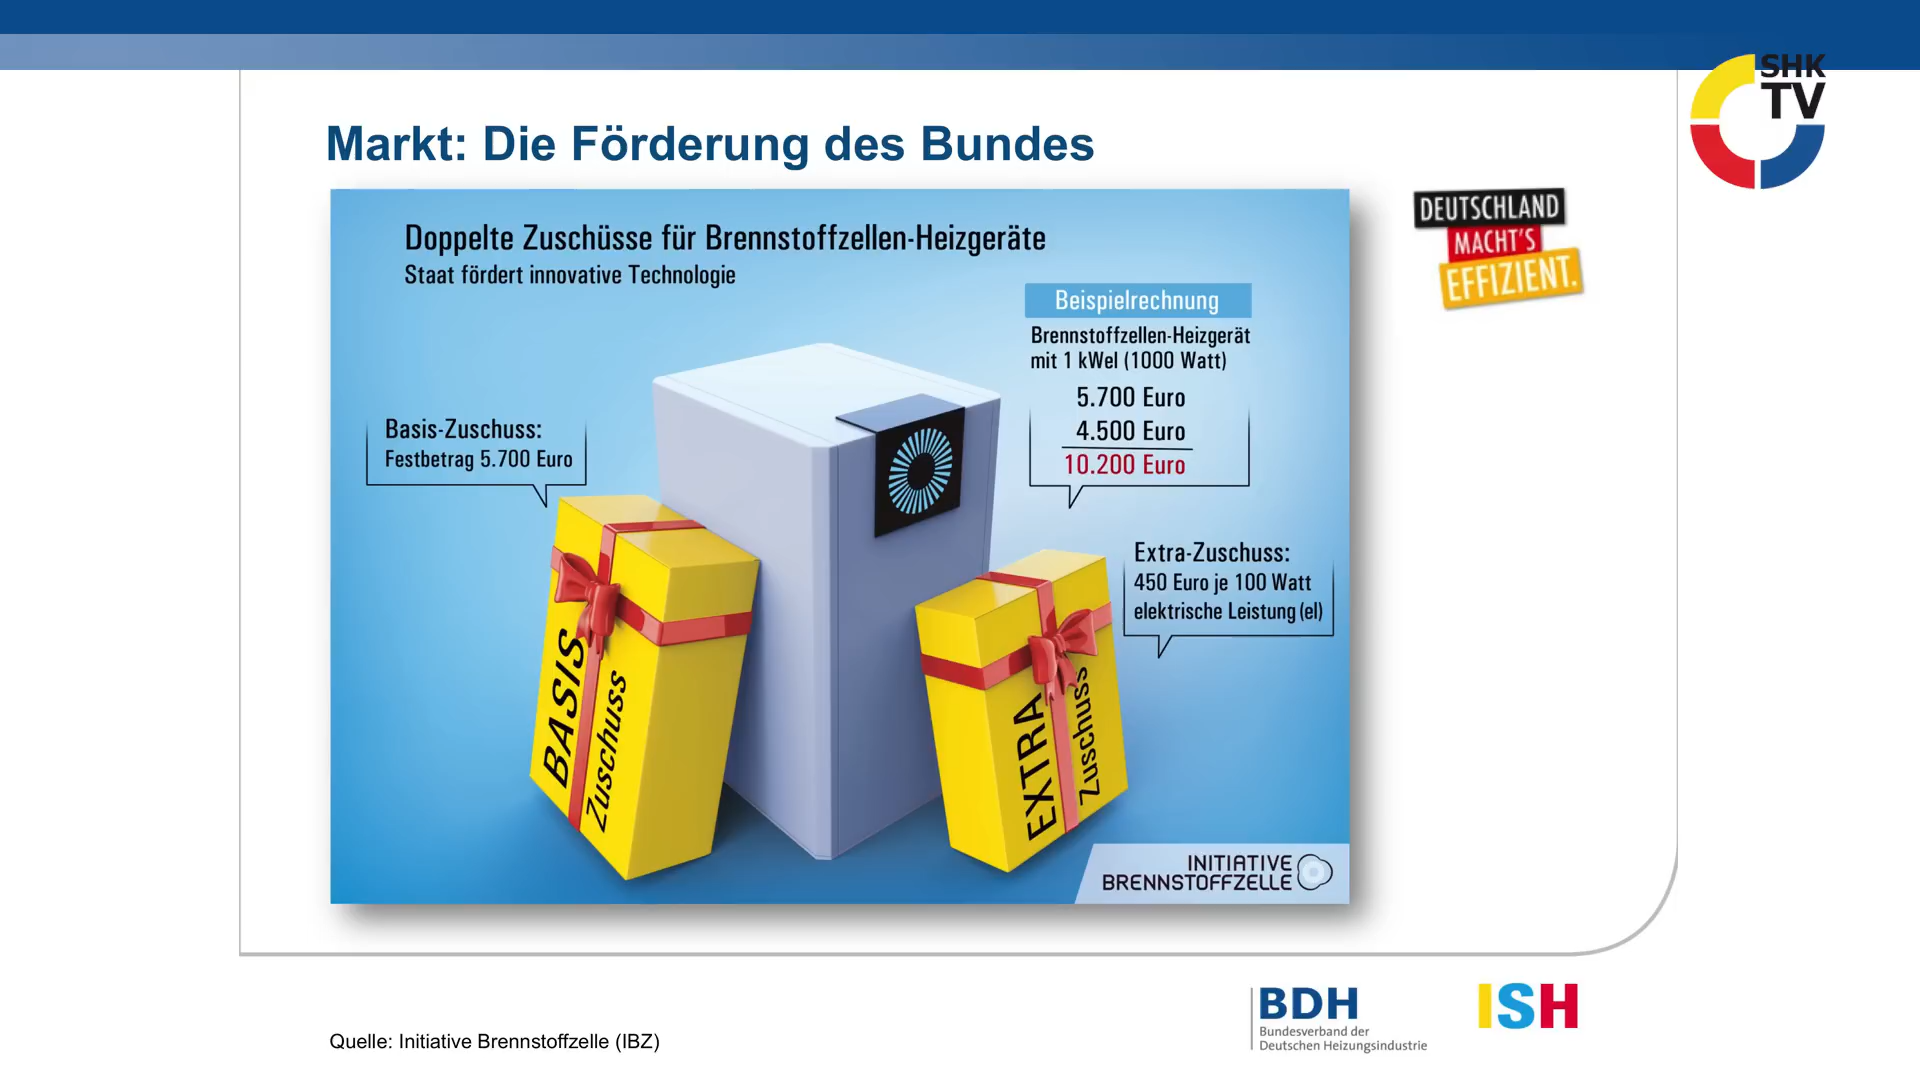 SHK
TV
Markt: Die Förderung des Bundes
DEUTSCHLAND
MACHT'S
EFFIZIENT.
Doppelte Zuschüsse für Brennstoffzellen-Heizgeräte
Staat fördert innovative Technologie
Beispielrechnung
Brennstoffzellen-Heizgerät
mit 1 kWel (1000 Watt)
5.700 Euro
4.500 Euro
10.200 Euro
Basis-Zuschuss:
Festbetrag 5.700 Euro
Extra-Zuschuss:
450 Euro je 100 Watt
elektrische Leistung (el)
BASIS
Zuschuss
EXTRA
Zuschuss
INITIATIVE
BRENNSTOFFZELLE
BDH
Bundesverband der
Deutschen Heizungsindustrie
ISH
Quelle: Initiative Brennstoffzelle (IBZ)